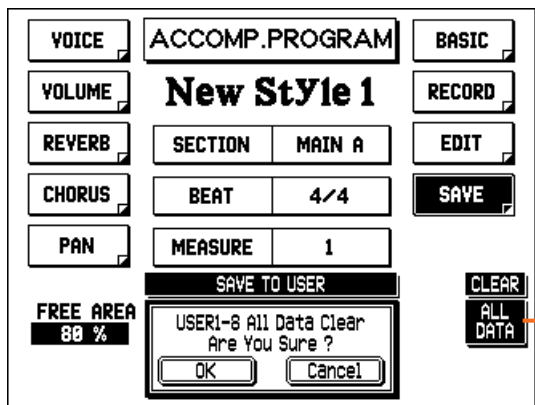 VOICE
ACCOMP.PROGRAM
BASIC
VOLUME
New StYle 1
RECORD
REVERB
SECTION MAIN A
EDIT
CHORUS
BEAT 4/4
SAVE
PAN
MEASURE 1
SAVE TO USER
CLEAR
FREE AREA
80 %
USER1-8 All Data Clear
Are You Sure ?
OK Cancel
ALL
DATA